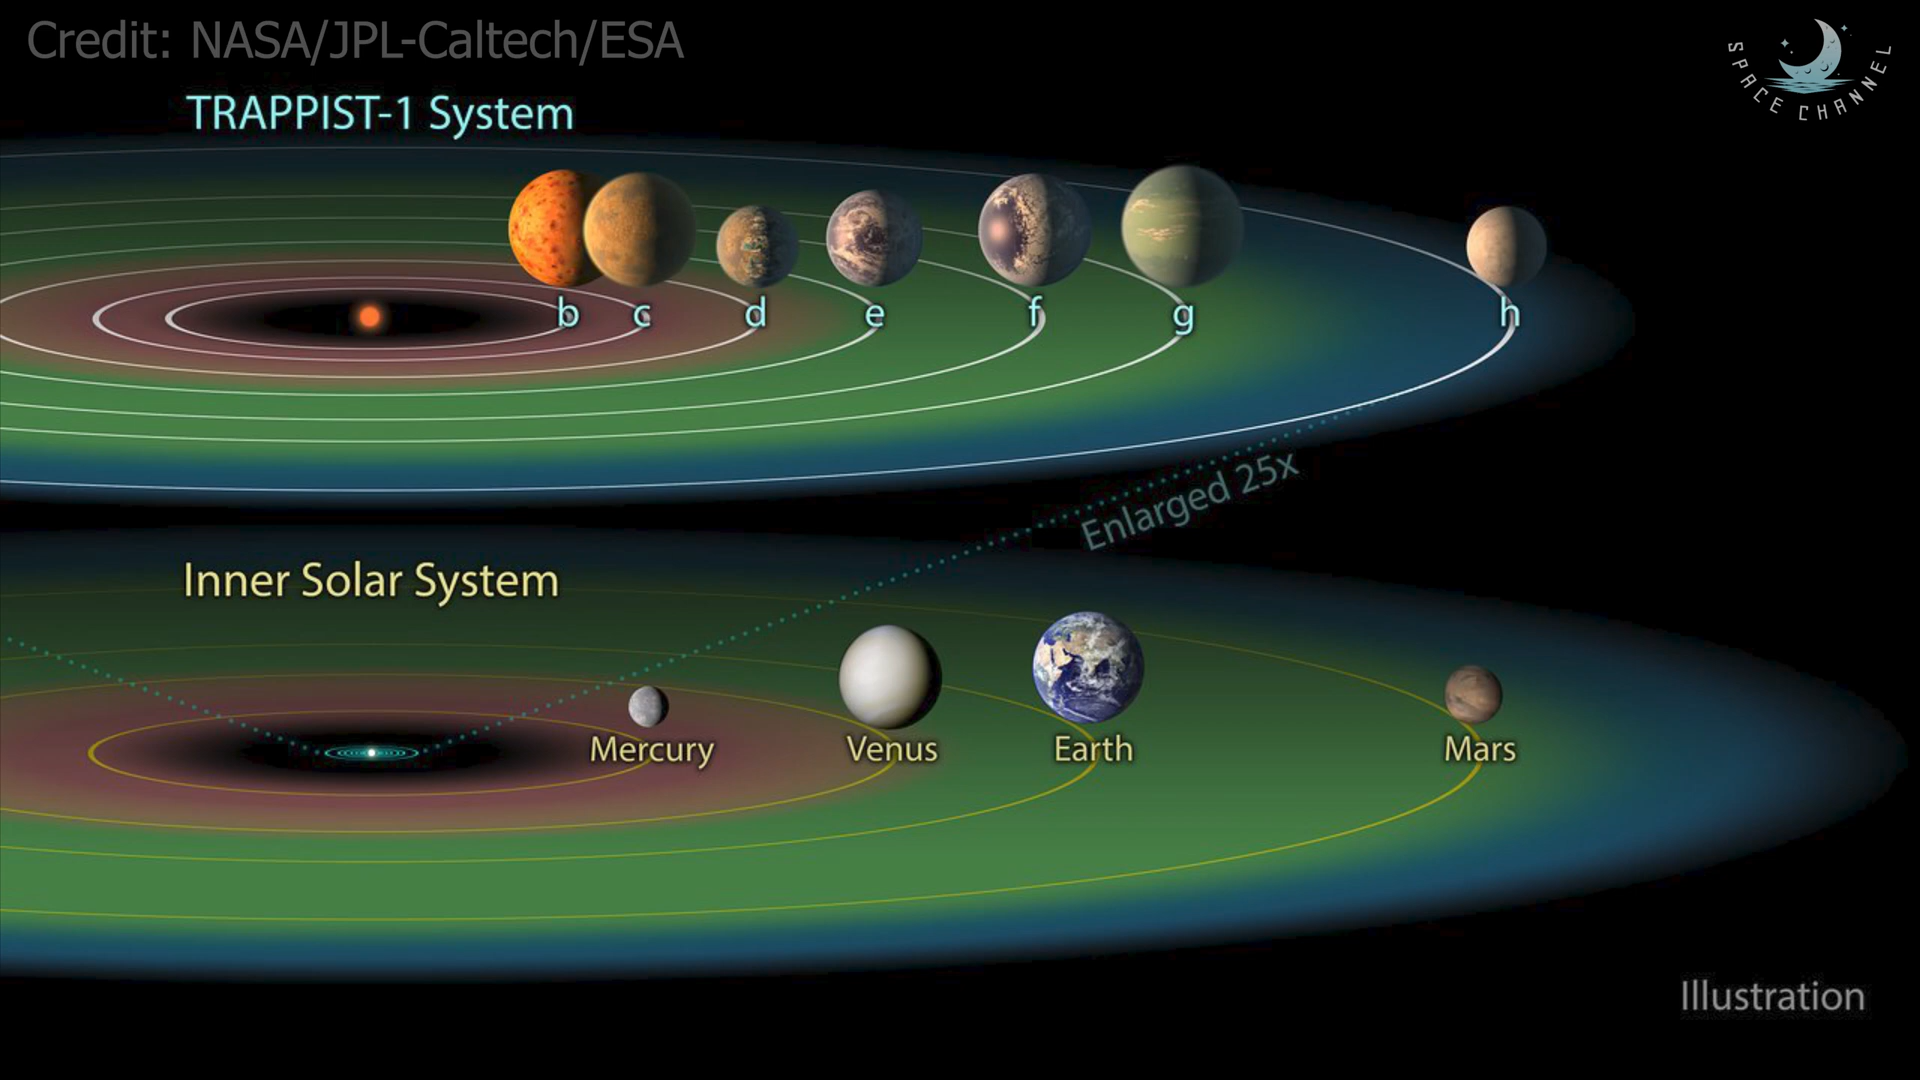 Credit: NASA/JPL-Caltech/ESA
SPACE CHANNEL
TRAPPIST-1 System
b c d e f g h
Enlarged 25x
Inner Solar System
Mercury Venus Earth Mars
Illustration